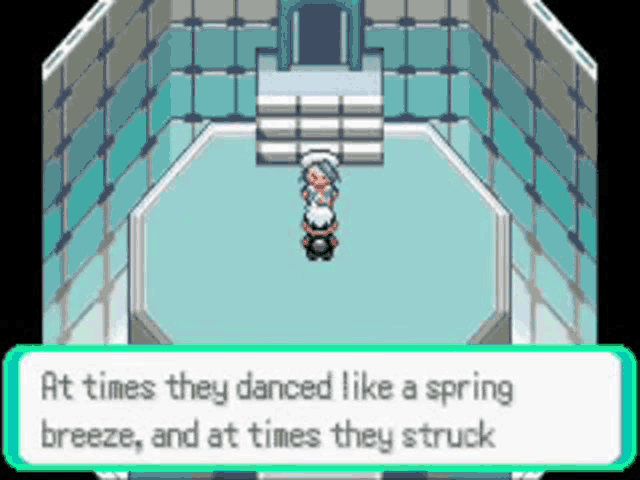 At times they danced like a spring
breeze, and at times they struck